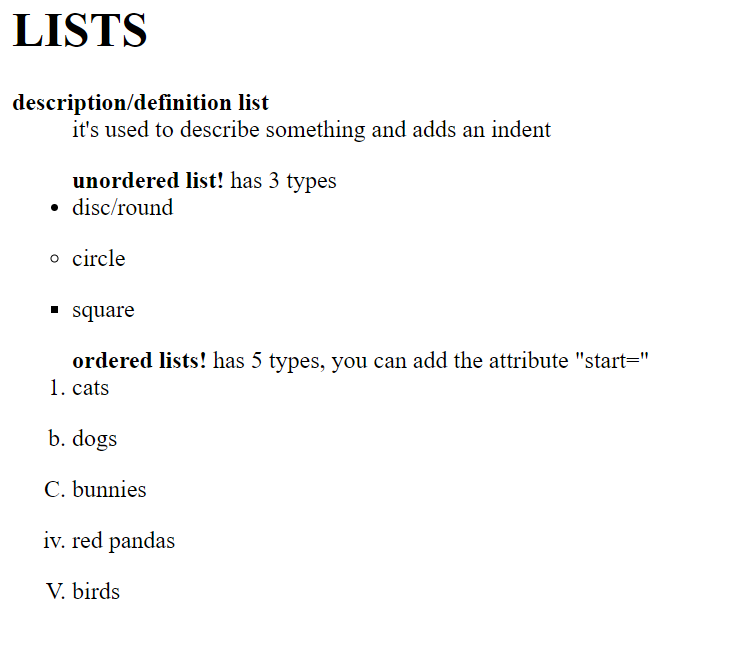 LISTS
description/definition list
it's used to describe something and adds an indent
unordered list! has 3 types
• disc/round
◦ circle
▪ square
ordered lists! has 5 types, you can add the attribute "start="
1. cats
b. dogs
C. bunnies
iv. red pandas
V. birds